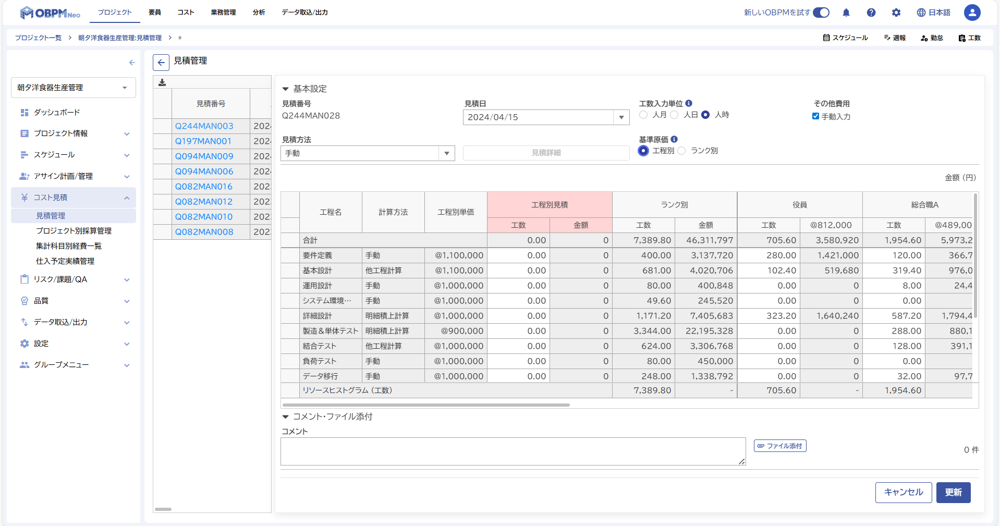 OBPM Neo
プロジェクト 要員 コスト 業務管理 分析 データ取込/出力
新しいOBPMを試す 日本語
プロジェクト一覧 > 朝夕洋食器生産管理:見積管理 > *
スケジュール 週報 勤怠 工数
朝夕洋食器生産管理
ダッシュボード
プロジェクト情報
スケジュール
アサイン計画/管理
コスト見積
見積管理
プロジェクト別採算管理
集計科目別経費一覧
仕入予定実績管理
リスク/課題/QA
品質
データ取込/出力
設定
グループメニュー
見積管理
見積番号
Q244MAN003 202
Q197MAN001 202
Q094MAN009 202
Q094MAN006 202
Q082MAN016 202
Q082MAN012 202
Q082MAN010 202
Q082MAN008 202
基本設定
見積番号 見積日 工数入力単位 その他費用
Q244MAN028 2024/04/15 人月 人日 人時 手動入力
見積方法 基準原価
手動 見積詳細 工程別 ランク別
金額（円）
工程名 計算方法 工程別単価 工程別見積 ランク別 役員 総合職A
工数 金額 工数 金額 工数 @812,000 工数 @489,00
合計 0.00 0 7,389.80 46,311,797 705.60 3,580,920 1,954.60 5,973,2
要件定義 手動 @1,100,000 0.00 0 400.00 3,137,720 280.00 1,421,000 120.00 366,7
基本設計 他工程計算 @1,100,000 0.00 0 681.00 4,020,706 102.40 519,680 319.40 976,0
運用設計 手動 @1,000,000 0.00 0 80.00 400,848 0.00 0 8.00 24,4
システム環境… 手動 @1,000,000 0.00 0 49.60 245,520 0.00 0 0.00
詳細設計 明細積上計算 @1,000,000 0.00 0 1,171.20 7,405,683 323.20 1,640,240 587.20 1,794,4
製造＆単体テスト 明細積上計算 @900,000 0.00 0 3,344.00 22,195,328 0.00 0 288.00 880,1
結合テスト 他工程計算 @1,000,000 0.00 0 624.00 3,306,768 0.00 0 128.00 391,1
負荷テスト 手動 @1,000,000 0.00 0 80.00 450,000 0.00 0 0.00
データ移行 手動 @1,000,000 0.00 0 248.00 1,338,792 0.00 0 32.00 97,7
リソースヒストグラム（工数） 7,389.80 - 705.60 - 1,954.60
コメント・ファイル添付
コメント
ファイル添付
0 件
キャンセル 更新